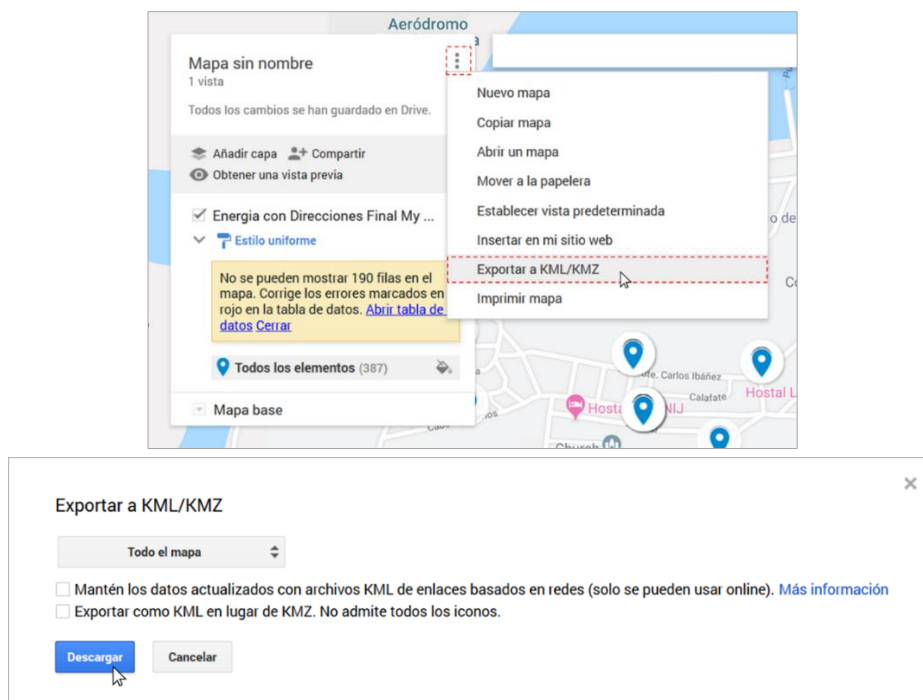 Aeródromo
Mapa sin nombre
1 vista
Todos los cambios se han guardado en Drive.
Añadir capa Compartir
Obtener una vista previa
Energia con Direcciones Final My ...
Estilo uniforme
No se pueden mostrar 190 filas en el
mapa. Corrige los errores marcados en
rojo en la tabla de datos. Abrir tabla de
datos Cerrar
Todos los elementos (387)
Mapa base
Nuevo mapa
Copiar mapa
Abrir un mapa
Mover a la papelera
Establecer vista predeterminada
Insertar en mi sitio web
Exportar a KML/KMZ
Imprimir mapa
o de
Carlos Ibáñez
Calafate
Hostal L
Hosta
NIJ
Church
Exportar a KML/KMZ
Todo el mapa
Mantén los datos actualizados con archivos KML de enlaces basados en redes (solo se pueden usar online). Más información
Exportar como KML en lugar de KMZ. No admite todos los iconos.
Descargar Cancelar